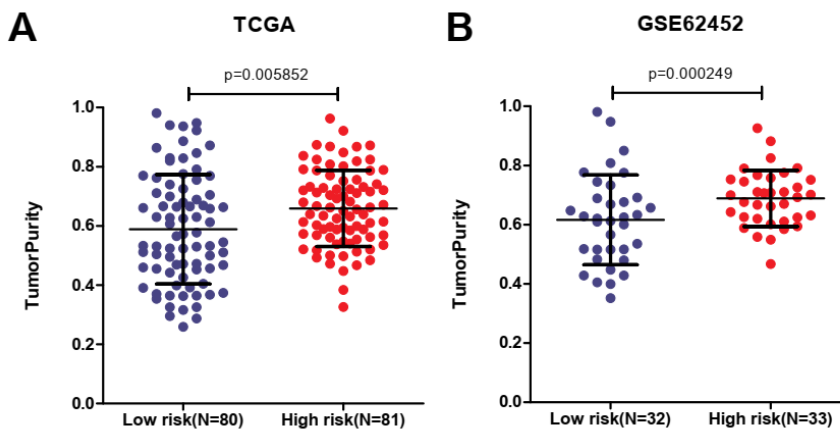 A
TCGA
p=0.005852
TumorPurity
1.0
0.8
0.6
0.4
0.2
0.0
Low risk(N=80)
High risk(N=81)
B
GSE62452
p=0.000249
TumorPurity
1.0
0.8
0.6
0.4
0.2
0.0
Low risk(N=32)
High risk(N=33)